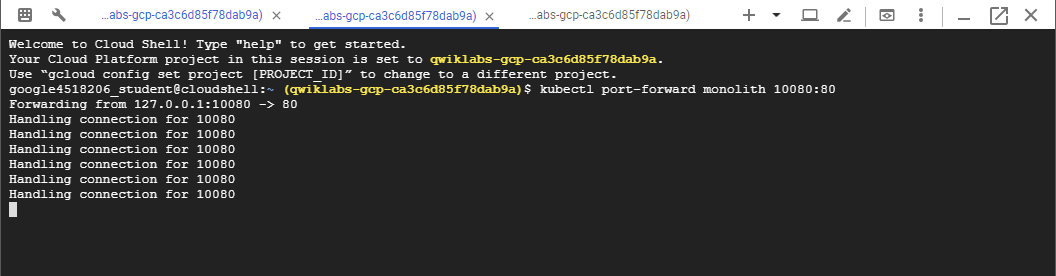 ...abs-gcp-ca3c6d85f78dab9a) ...abs-gcp-ca3c6d85f78dab9a) ...abs-gcp-ca3c6d85f78dab9a)
Welcome to Cloud Shell! Type "help" to get started.
Your Cloud Platform project in this session is set to qwiklabs-gcp-ca3c6d85f78dab9a.
Use “gcloud config set project [PROJECT_ID]” to change to a different project.
google4518206_student@cloudshell:~ (qwiklabs-gcp-ca3c6d85f78dab9a)$ kubectl port-forward monolith 10080:80
Forwarding from 127.0.0.1:10080 -> 80
Handling connection for 10080
Handling connection for 10080
Handling connection for 10080
Handling connection for 10080
Handling connection for 10080
Handling connection for 10080